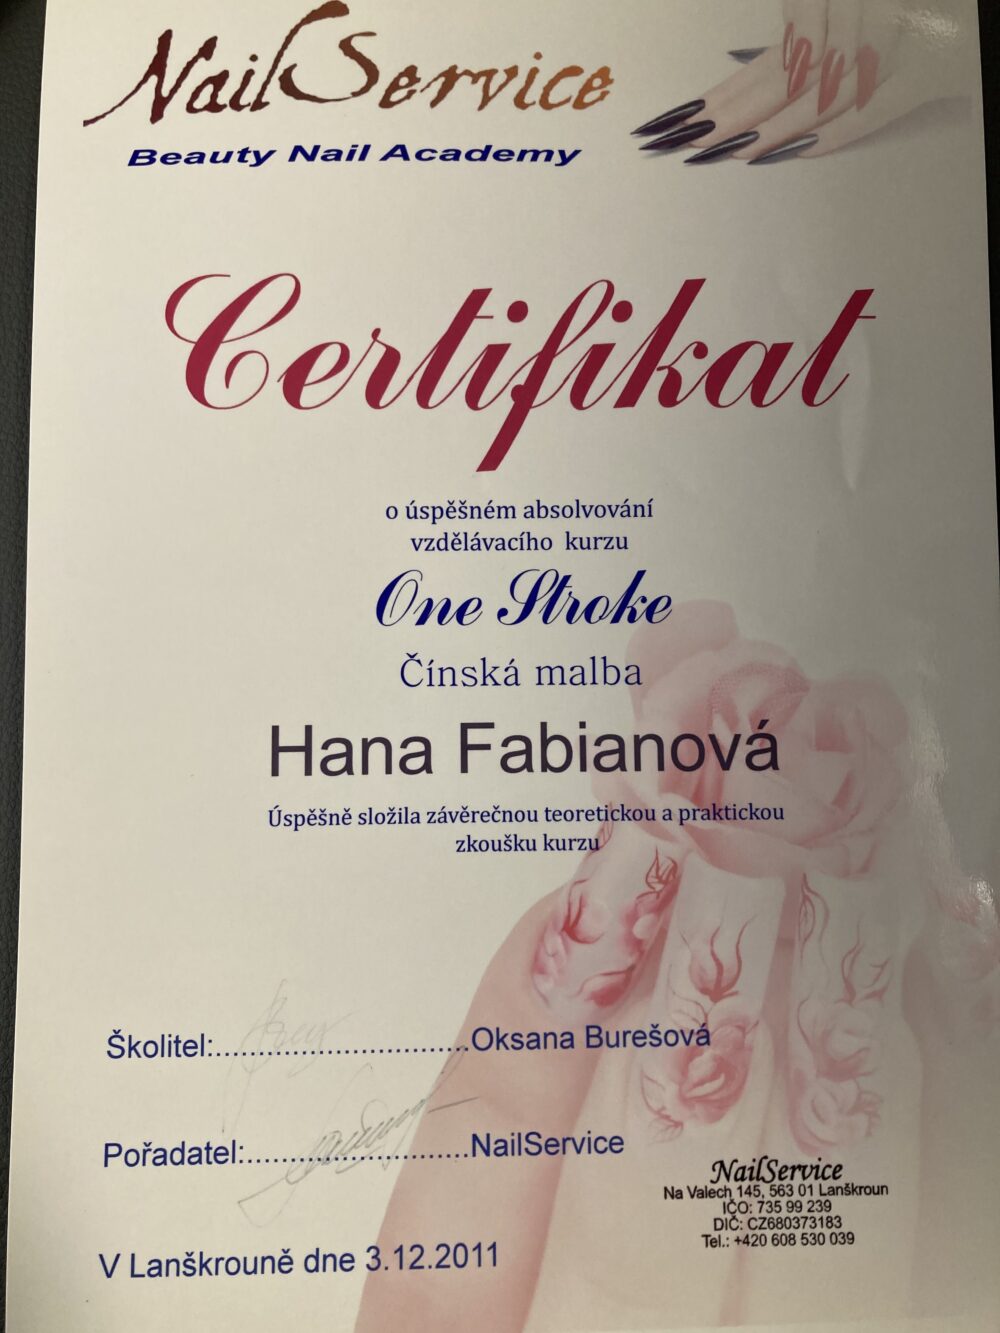 NailService
Beauty Nail Academy
Certifikat
o úspěšném absolvování
vzdělávacího kurzu
One Stroke
Čínská malba
Hana Fabianová
Úspěšně složila závěrečnou teoretickou a praktickou
zkoušku kurzu
Školitel:..............................Oksana Burešová
Pořadatel:..........................NailService
NailService
Na Valech 145, 563 01 Lanškroun
IČO: 735 99 239
DIČ: CZ680373183
Tel.: +420 608 530 039
V Lanškrouně dne 3.12.2011